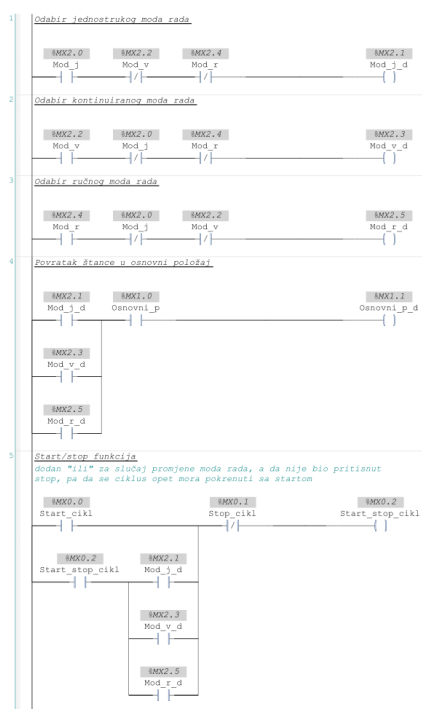 1 Odabir jednostrukog moda rada
%MX2.0 %MX2.2 %MX2.4 %MX2.1
Mod_j Mod_v Mod_r Mod_j_d
2 Odabir kontinuiranog moda rada
%MX2.2 %MX2.0 %MX2.4 %MX2.3
Mod_v Mod_j Mod_r Mod_v_d
3 Odabir ručnog moda rada
%MX2.4 %MX2.0 %MX2.2 %MX2.5
Mod_r Mod_j Mod_v Mod_r_d
4 Povratak štance u osnovni položaj
%MX2.1 %MX1.0 %MX1.1
Mod_j_d Osnovni_p Osnovni_p_d
%MX2.3
Mod_v_d
%MX2.5
Mod_r_d
5 Start/stop funkcija
dodan "ili" za slučaj promjene moda rada, a da nije bio pritisnut
stop, pa da se ciklus opet mora pokrenuti sa startom
%MX0.0 %MX0.1 %MX0.2
Start_cikl Stop_cikl Start_stop_cikl
%MX0.2 %MX2.1
Start_stop_cikl Mod_j_d
%MX2.3
Mod_v_d
%MX2.5
Mod_r_d